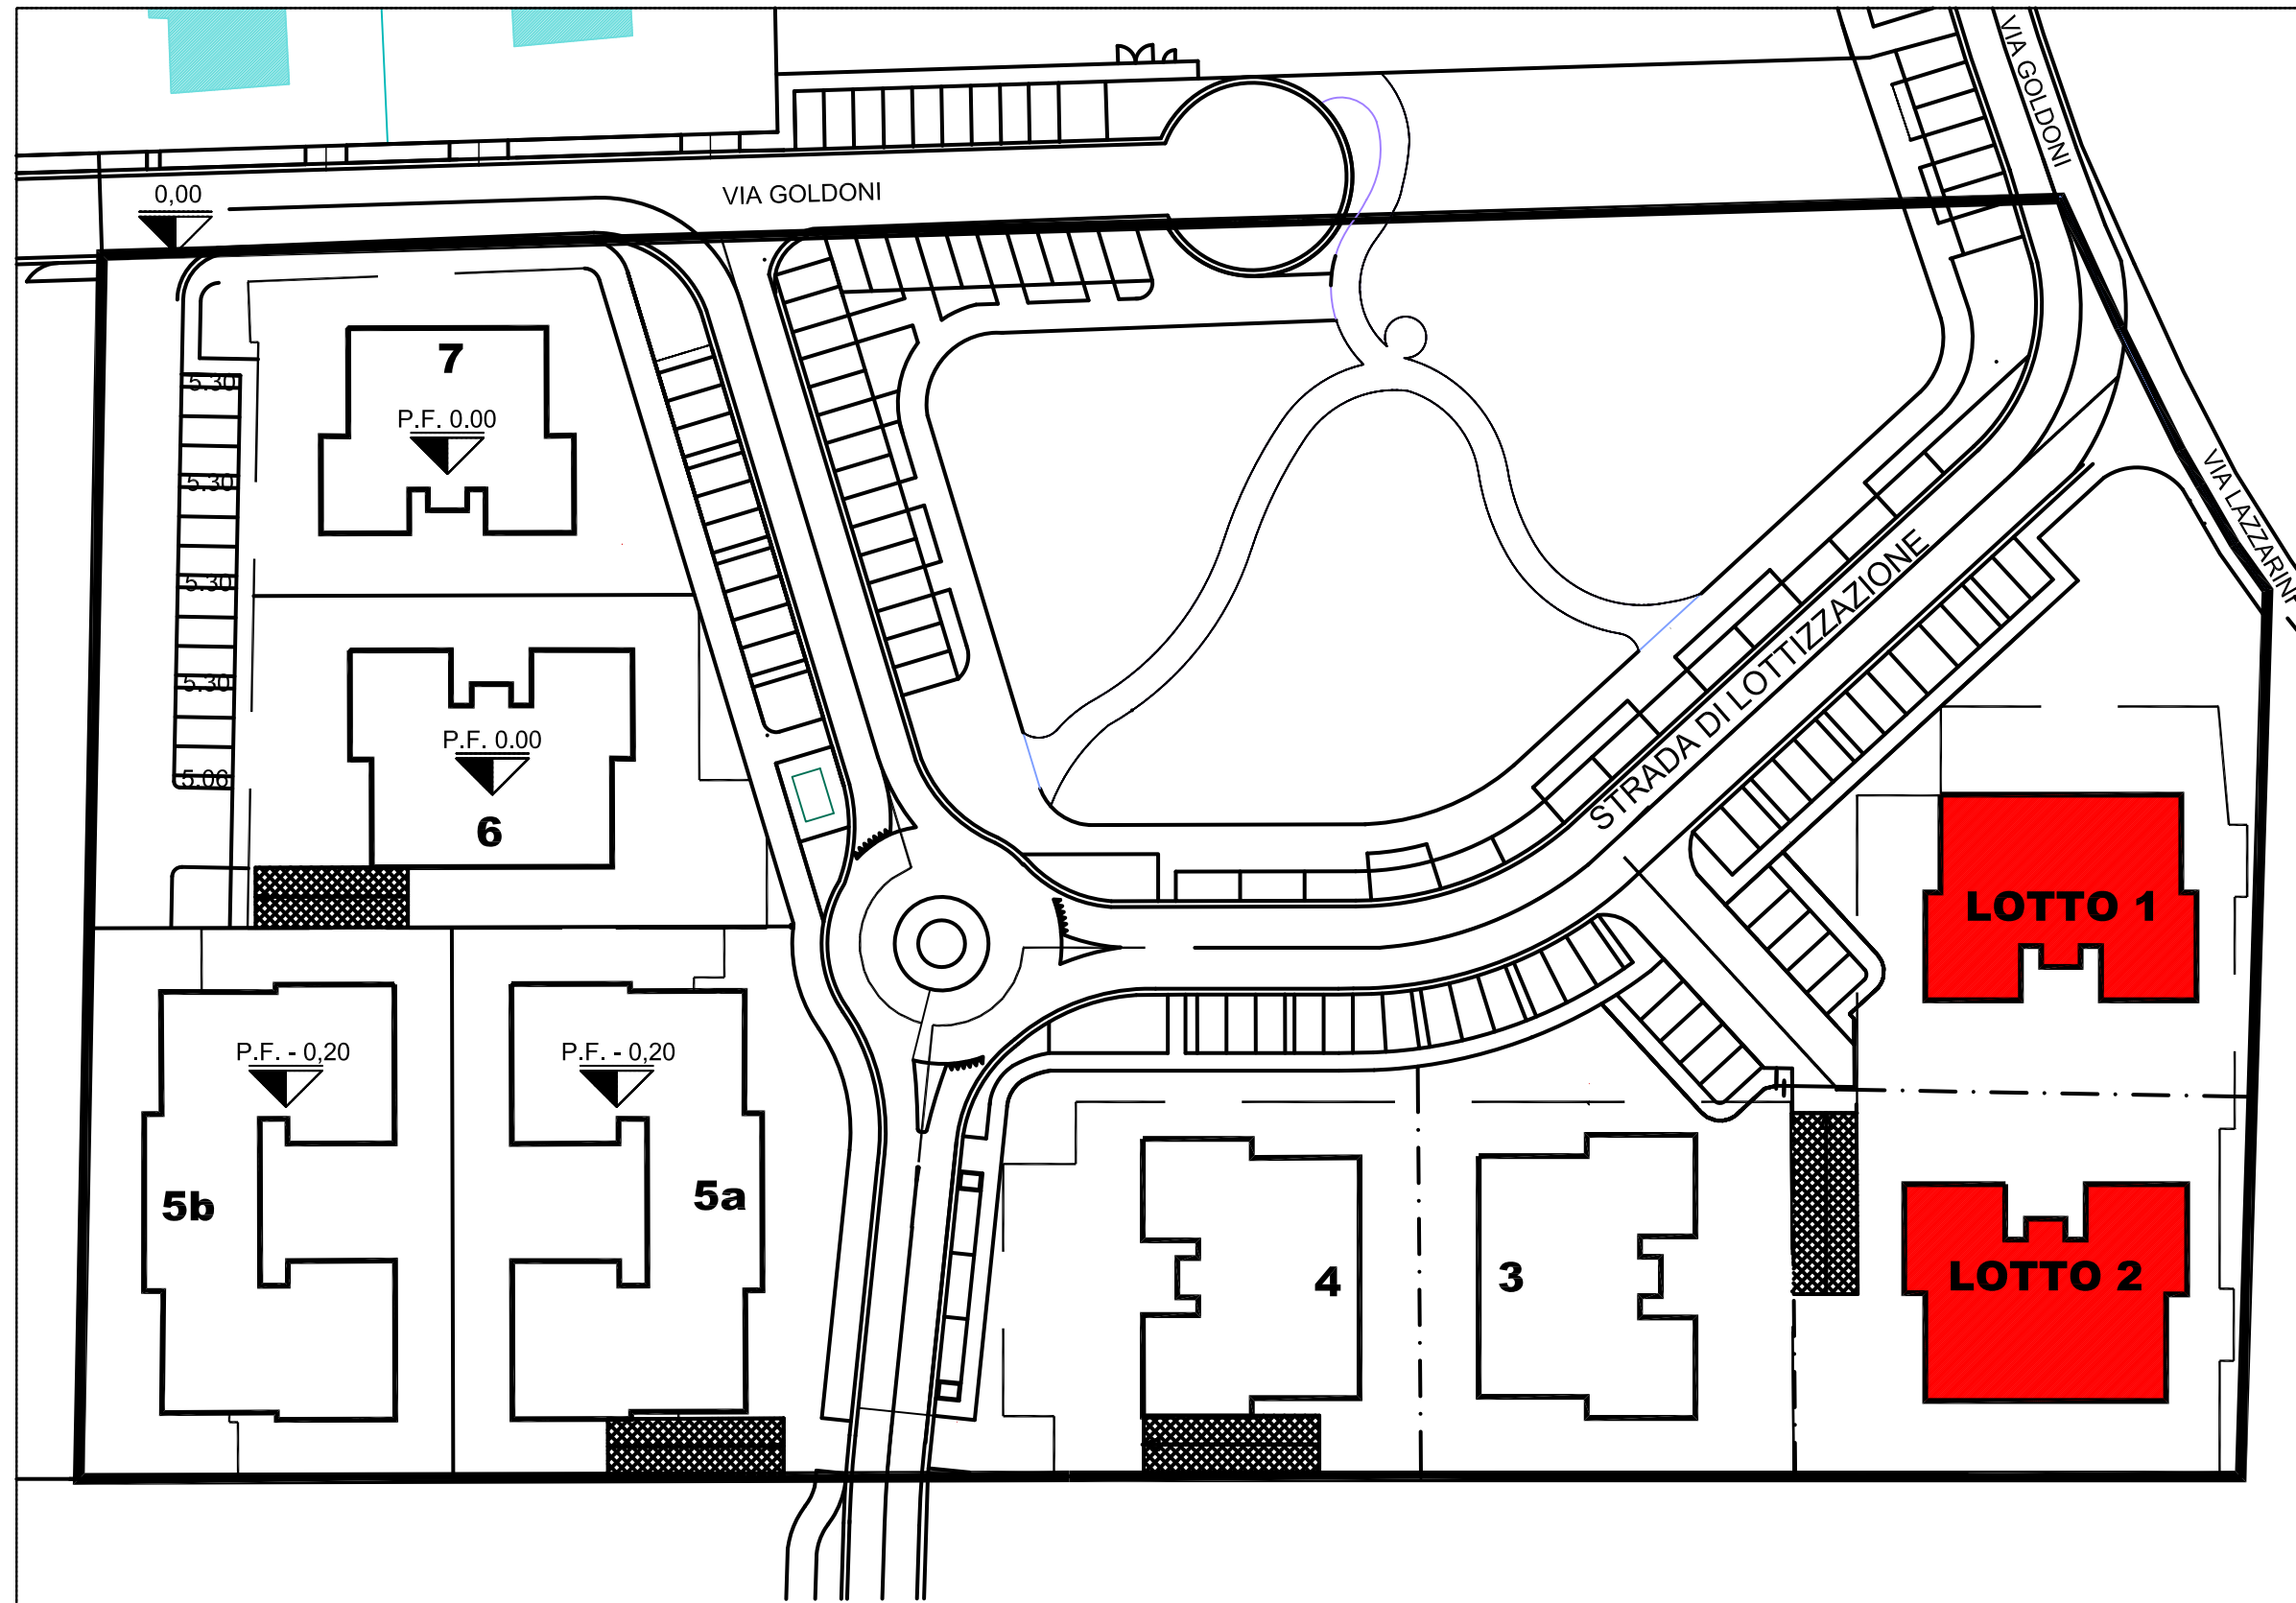 VIA GOLDONI
0,00
VIA GOLDONI
7
5.30
P.F. 0.00
5.30
VIA LAZZARINI
STRADA DI LOTTIZZAZIONE
5.30
5.30
P.F. 0.00
5.06
6
LOTTO 1
P.F. - 0,20
P.F. - 0,20
5b
5a
4
3
LOTTO 2